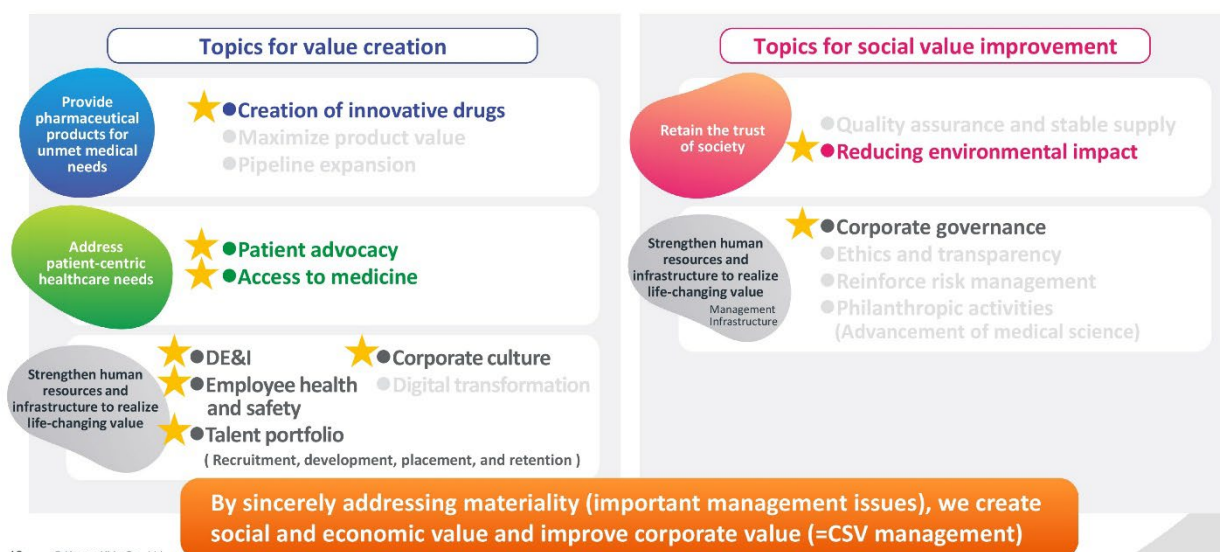 Topics for value creation
Provide
pharmaceutical
products for
unmet medical
needs
●Creation of innovative drugs
●Maximize product value
●Pipeline expansion
Address
patient-centric
healthcare needs
●Patient advocacy
●Access to medicine
Strengthen human
resources and
infrastructure to realize
life-changing value
●DE&I
●Employee health
and safety
●Talent portfolio
( Recruitment, development, placement, and retention )
●Corporate culture
●Digital transformation
Topics for social value improvement
Retain the trust
of society
●Quality assurance and stable supply
●Reducing environmental impact
Strengthen human
resources and
infrastructure to realize
life-changing value
Management
Infrastructure
●Corporate governance
●Ethics and transparency
●Reinforce risk management
●Philanthropic activities
(Advancement of medical science)
By sincerely addressing materiality (important management issues), we create
social and economic value and improve corporate value (=CSV management)